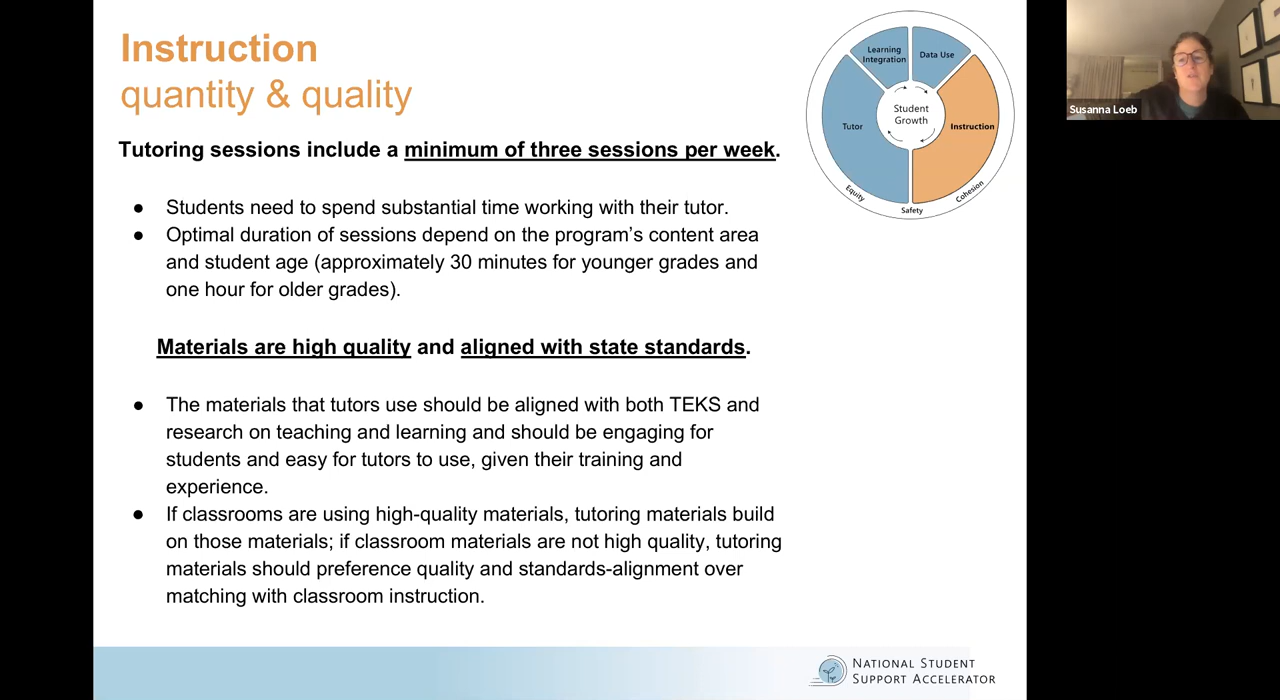 Instruction
quantity & quality
Tutoring sessions include a minimum of three sessions per week.
● Students need to spend substantial time working with their tutor.
● Optimal duration of sessions depend on the program’s content area
and student age (approximately 30 minutes for younger grades and
one hour for older grades).
Materials are high quality and aligned with state standards.
● The materials that tutors use should be aligned with both TEKS and
research on teaching and learning and should be engaging for
students and easy for tutors to use, given their training and
experience.
● If classrooms are using high-quality materials, tutoring materials build
on those materials; if classroom materials are not high quality, tutoring
materials should preference quality and standards-alignment over
matching with classroom instruction.
Learning
Integration
Data Use
Student
Growth
Tutor
Instruction
Equity
Safety
Cohesion
Susanna Loeb
NATIONAL STUDENT
SUPPORT ACCELERATOR